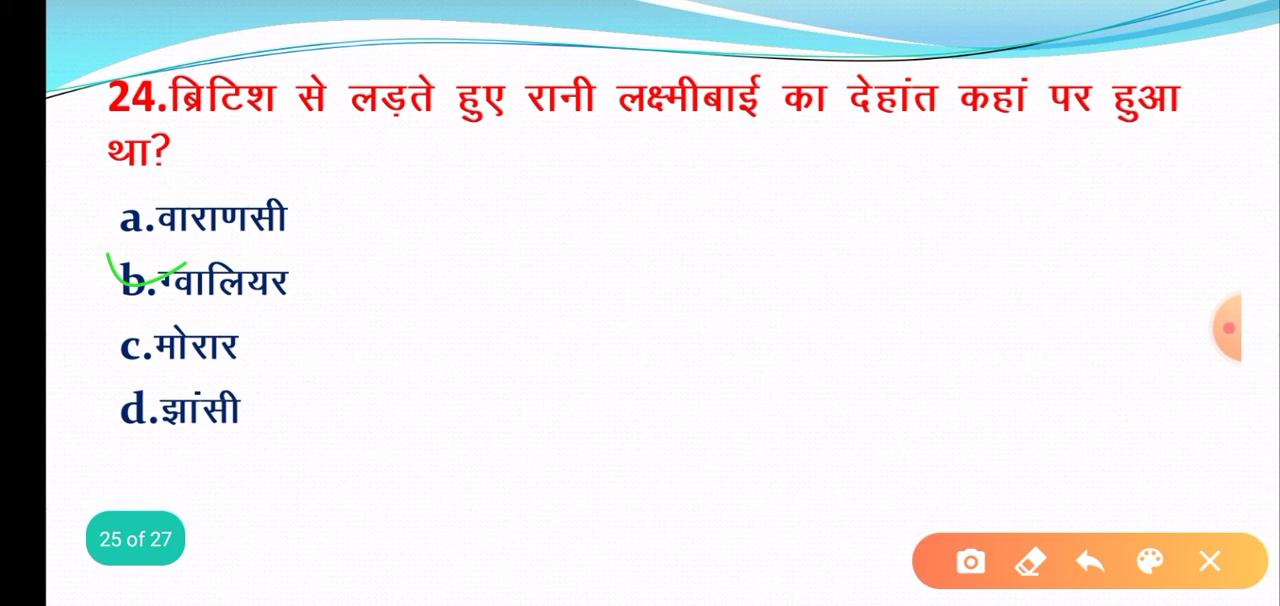 24.ब्रिटिश से लड़ते हुए रानी लक्ष्मीबाई का देहांत कहां पर हुआ
था?
a.वाराणसी
b.ग्वालियर
c.मोरार
d.झांसी
25 of 27